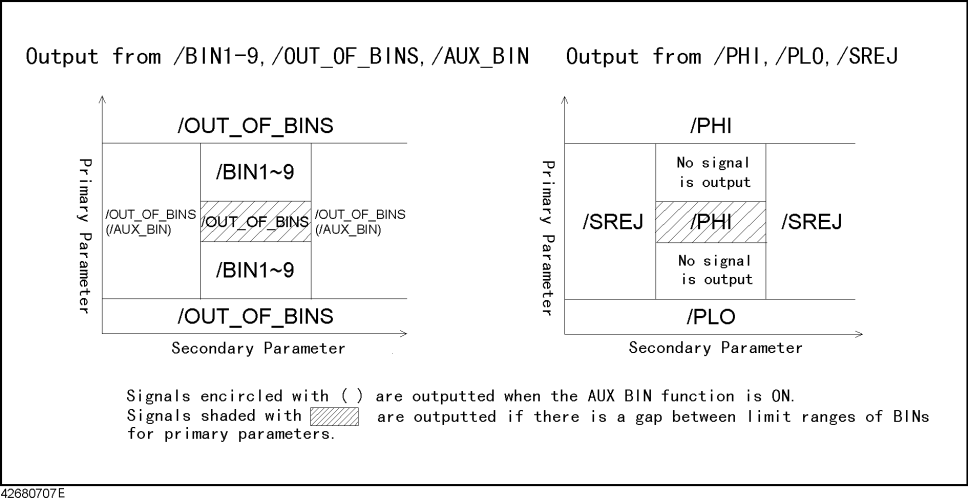 Output from /BIN1-9, /OUT_OF_BINS, /AUX_BIN
/OUT_OF_BINS
/BIN1~9
/OUT_OF_BINS
(/AUX_BIN)
/OUT_OF_BINS
/OUT_OF_BINS
(/AUX_BIN)
/BIN1~9
/OUT_OF_BINS
Primary Parameter
Secondary Parameter
Output from /PHI, /PLO, /SREJ
/PHI
No signal
is output
/SREJ
/PHI
/SREJ
No signal
is output
/PLO
Primary Parameter
Secondary Parameter
Signals encircled with ( ) are outputted when the AUX BIN function is ON.
Signals shaded with are outputted if there is a gap between limit ranges of BINs
for primary parameters.
42680707E